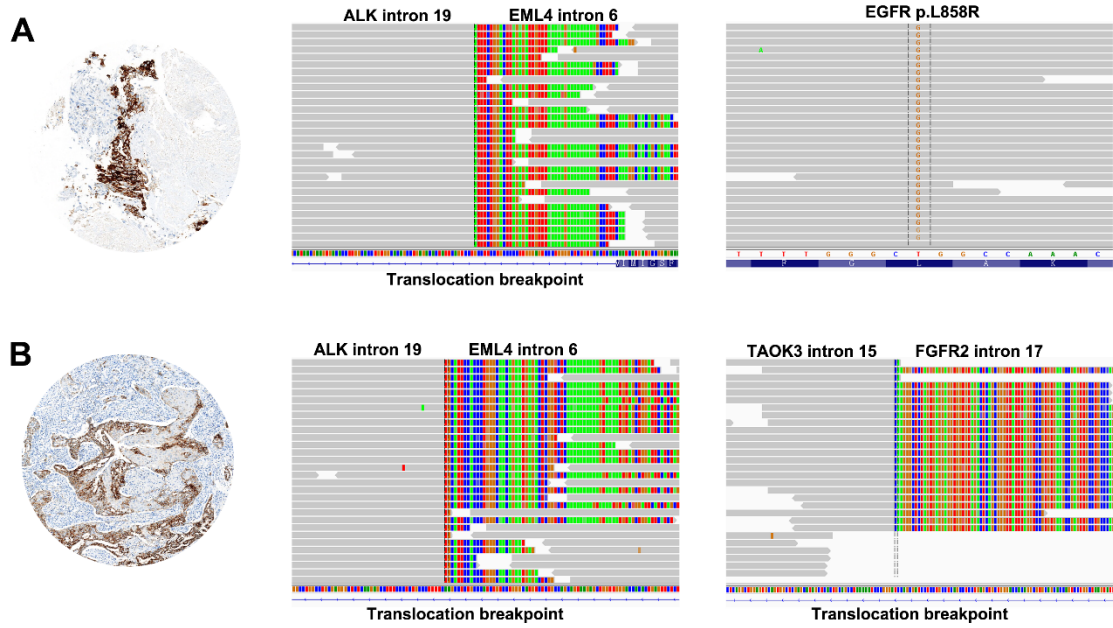 A
ALK intron 19 EML4 intron 6
EGFR p.L858R
A
T T T T G G G C T G G C C A A A C
F G L A K
Translocation breakpoint
B
ALK intron 19 EML4 intron 6
TAOK3 intron 15 FGFR2 intron 17
Translocation breakpoint
Translocation breakpoint